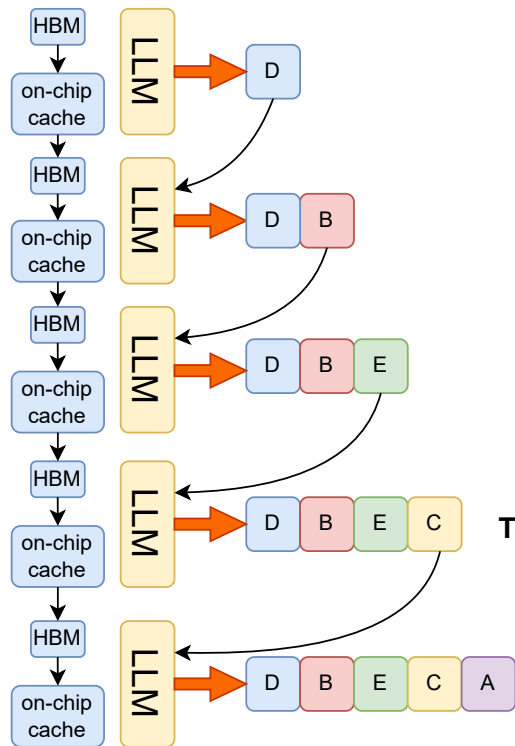 HBM
LLM
D
on-chip
cache
HBM
LLM
D B
on-chip
cache
HBM
LLM
D B E
on-chip
cache
HBM
LLM
D B E C
T
on-chip
cache
HBM
LLM
D B E C A
on-chip
cache